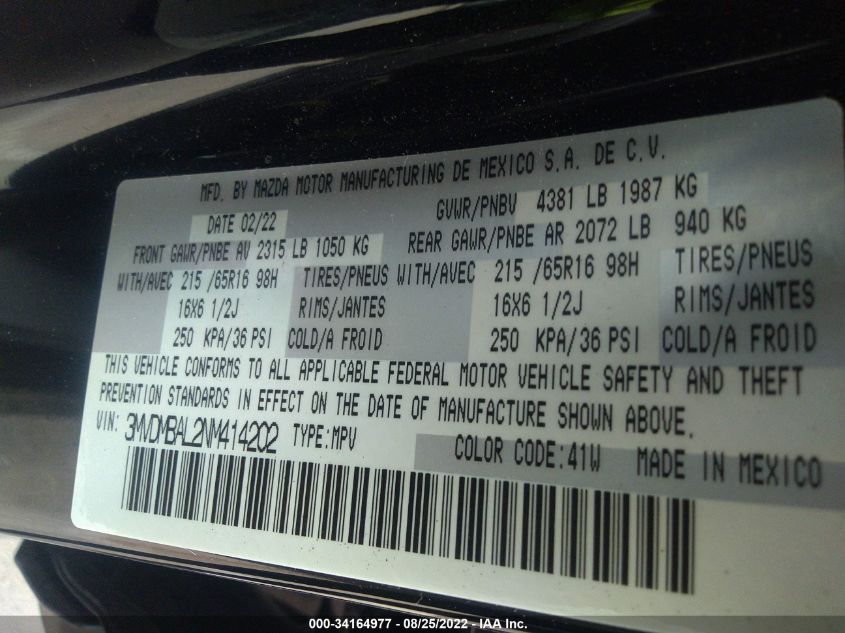 MFD. BY MAZDA MOTOR MANUFACTURING DE MEXICO S.A. DE C.V.
DATE 02/22 GVWR/PNBV 4381 LB 1987 KG
FRONT GAWR/PNBE AV 2315 LB 1050 KG REAR GAWR/PNBE AR 2072 LB 940 KG
WITH/AVEC 215 /65R16 98H TIRES/PNEUS WITH/AVEC 215 /65R16 98H TIRES/PNEUS
16X6 1/2J RIMS/JANTES 16X6 1/2J RIMS/JANTES
250 KPA/36 PSI COLD/A FROID 250 KPA/36 PSI COLD/A FROID
THIS VEHICLE CONFORMS TO ALL APPLICABLE FEDERAL MOTOR VEHICLE SAFETY AND THEFT
PREVENTION STANDARDS IN EFFECT ON THE DATE OF MANUFACTURE SHOWN ABOVE.
VIN: 3MVDMBAL2NM414202 TYPE:MPV COLOR CODE:41W MADE IN MEXICO
000-34164977 - 08/25/2022 - IAA Inc.